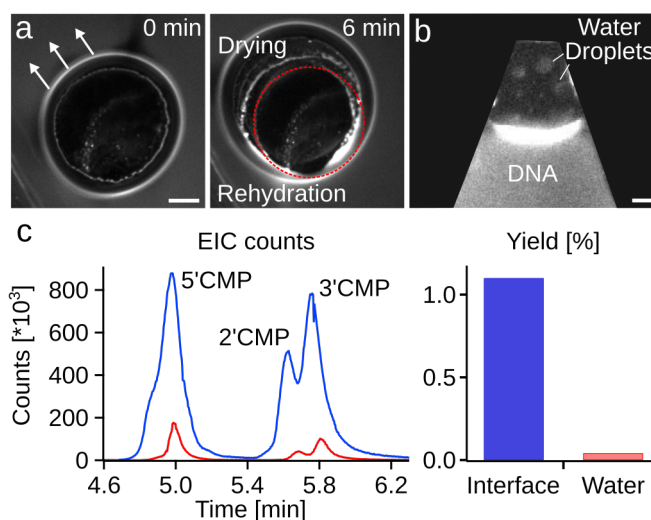 a
0 min
Drying
6 min
Rehydration
b
Water
Droplets
DNA
c
EIC counts
Counts [*10³]
800
600
400
200
0
5'CMP
2'CMP
3'CMP
4.6
5.0
5.4
5.8
6.2
Time [min]
Yield [%]
1.0
0.5
0.0
Interface
Water